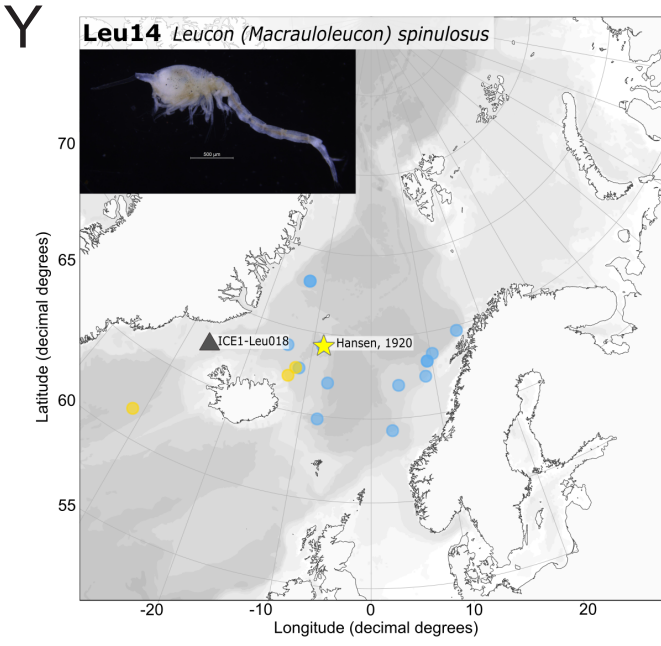 Y
Leu14 Leucon (Macrauloleucon) spinulosus
500 µm
70
65
60
55
Latitude (decimal degrees)
ICE1-Leu018
Hansen, 1920
-20 -10 0 10 20
Longitude (decimal degrees)